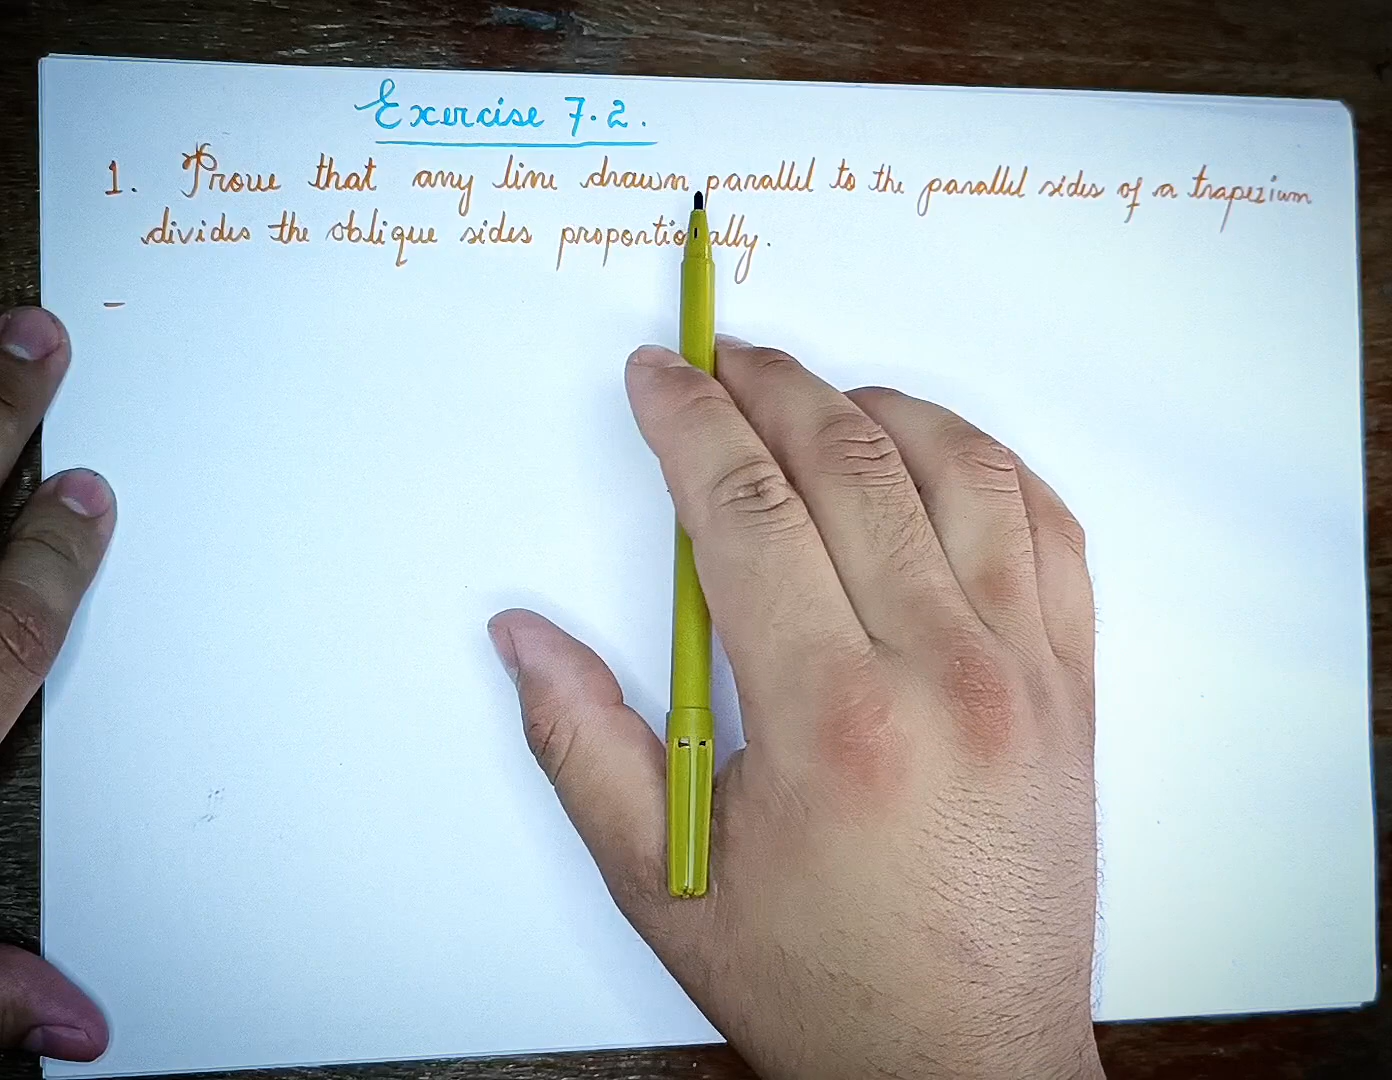 Exercise 7.2.
1. Prove that any line drawn parallel to the parallel sides of a trapezium
divides the oblique sides proportionally.
-